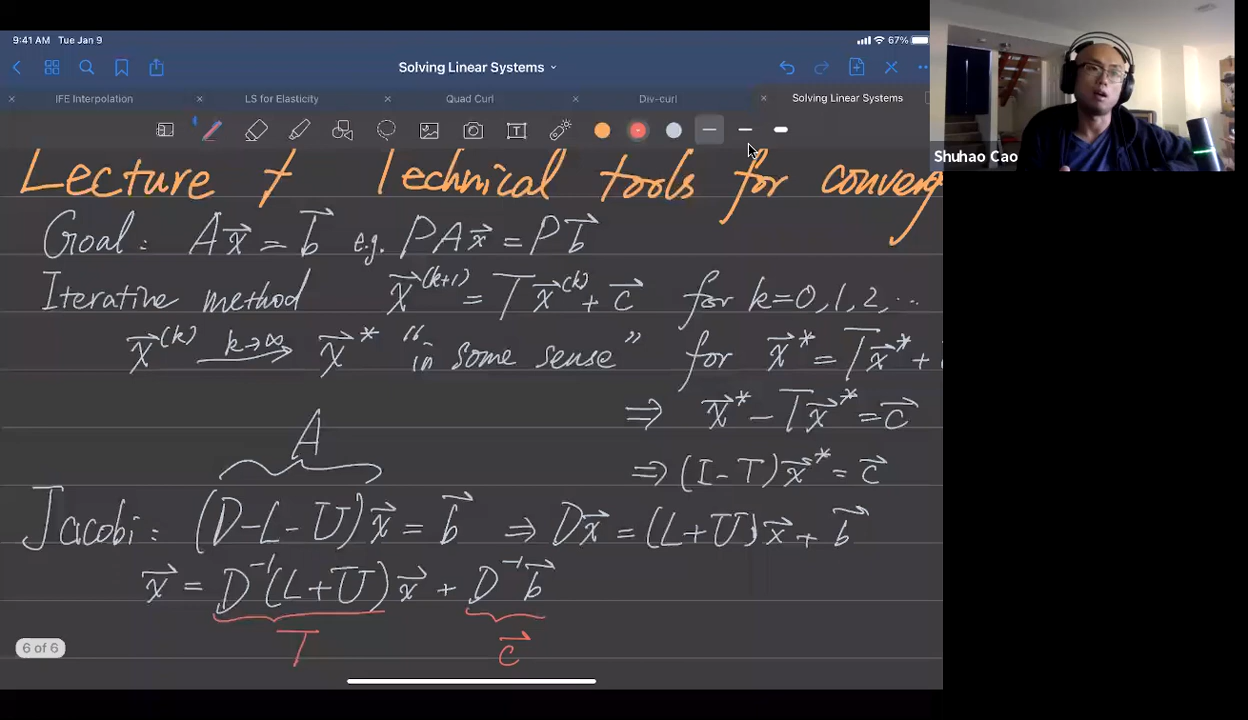 9:41 AM Tue Jan 9
67%
Solving Linear Systems
IFE Interpolation
LS for Elasticity
Quad Curl
Div-curl
Solving Linear Systems
Shuhao Cao
Lecture 7 Technical tools for converg
Goal: Ax⃗ = b⃗ e.g. PAx⃗ = Pb⃗
Iterative method x⃗^(k+1) = Tx⃗^(k) + c⃗ for k=0,1,2,...
x⃗^(k) →^(k→∞) x⃗* "in some sense" for x⃗* = Tx⃗* +
⇒ x⃗* − Tx⃗* = c⃗
A
⇒ (I − T)x⃗* = c⃗
Jacobi: (D−L−U)x⃗ = b⃗ ⇒ Dx⃗ = (L+U)x⃗ + b⃗
x⃗ = D⁻¹(L+U)x⃗ + D⁻¹b⃗
T c⃗
6 of 6